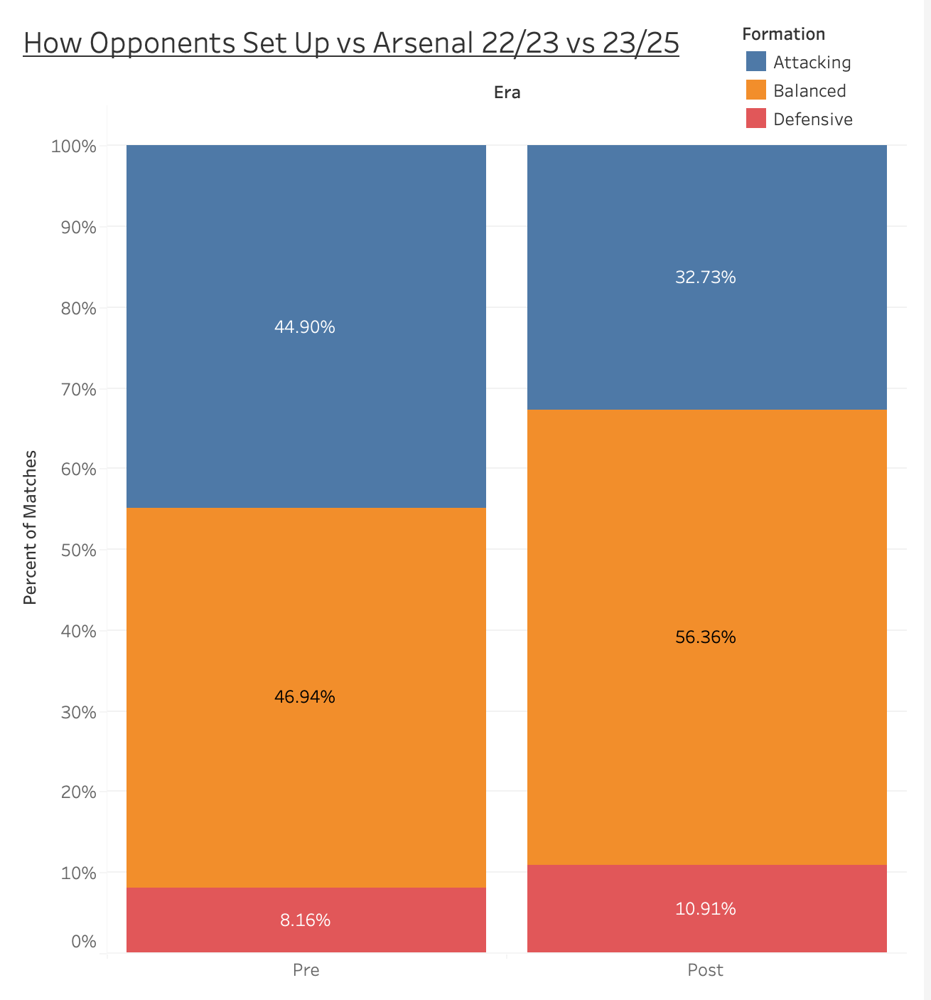 How Opponents Set Up vs Arsenal 22/23 vs 23/25
Formation
Attacking
Balanced
Defensive
Era
100%
90%
80%
70%
60%
50%
40%
30%
20%
10%
0%
Percent of Matches
44.90%
46.94%
8.16%
32.73%
56.36%
10.91%
Pre
Post